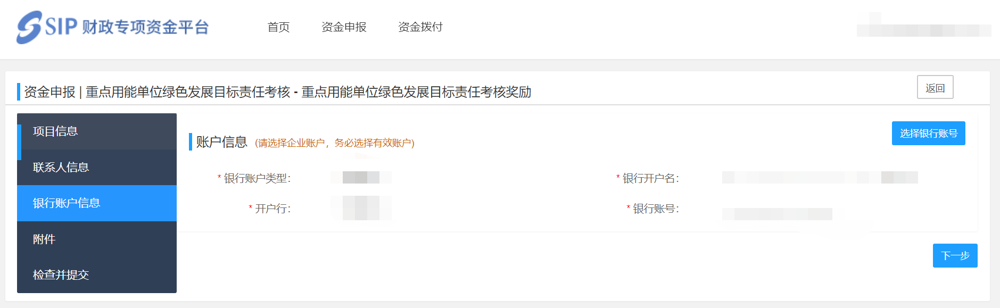 SIP 财政专项资金平台
首页 资金申报 资金拨付
资金申报 | 重点用能单位绿色发展目标责任考核 - 重点用能单位绿色发展目标责任考核奖励
返回
项目信息
联系人信息
银行账户信息
附件
检查并提交
账户信息 (请选择企业账户，务必选择有效账户)
选择银行账号
* 银行账户类型：
* 银行开户名：
* 开户行：
* 银行账号：
下一步